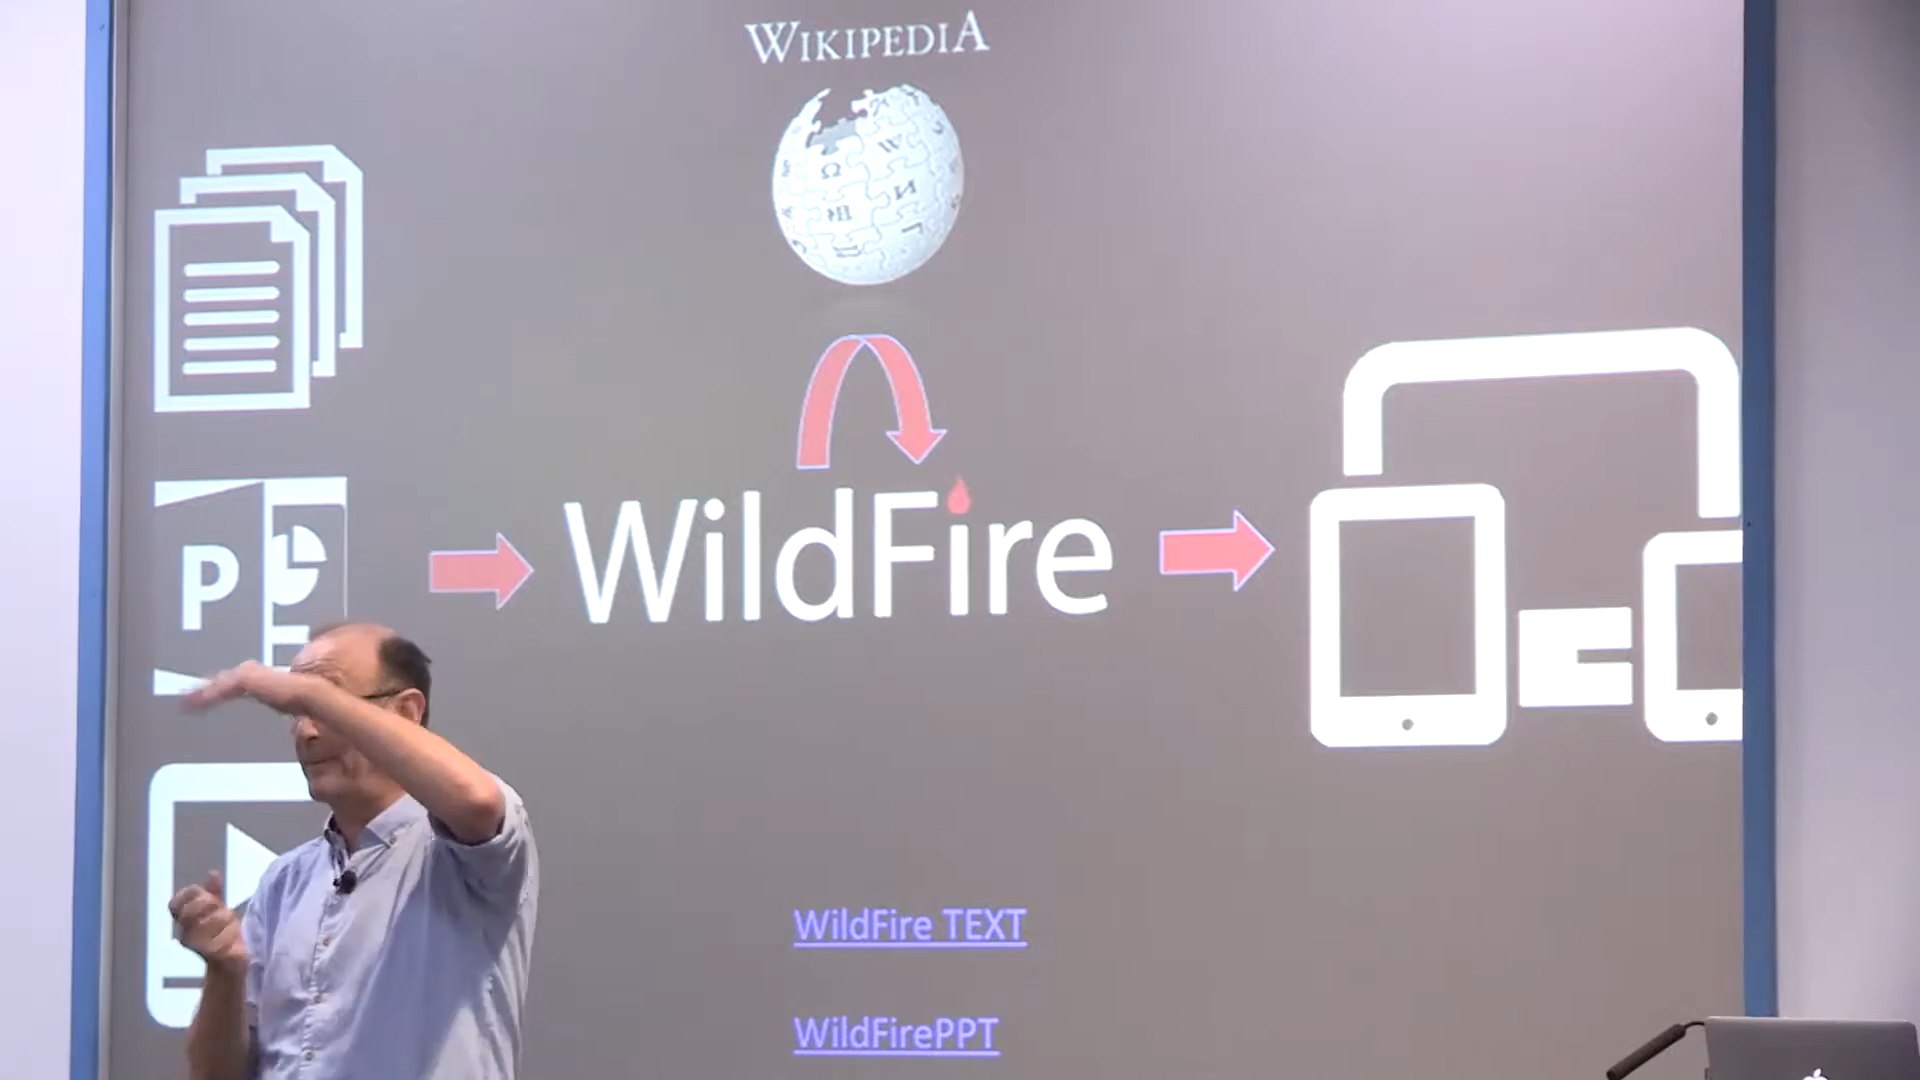 WIKIPEDIA
Ω W И
P
WildFire
WildFire TEXT
WildFirePPT